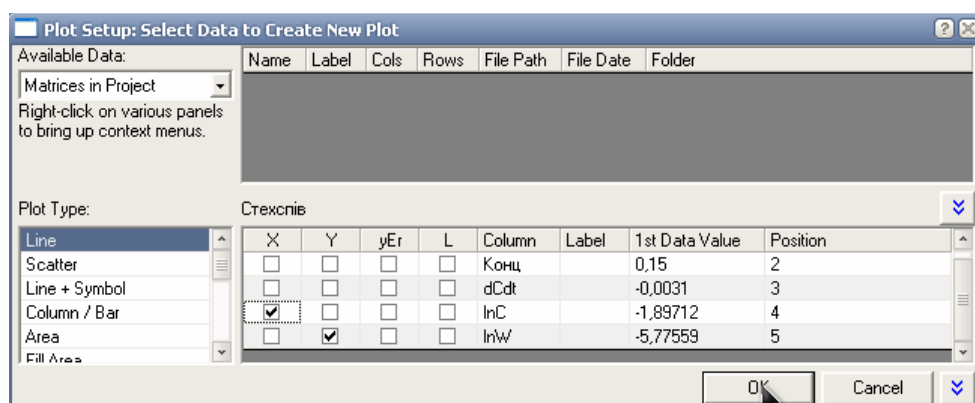 Plot Setup: Select Data to Create New Plot
Available Data:
Name Label Cols Rows File Path File Date Folder
Matrices in Project
Right-click on various panels
to bring up context menus.
Plot Type:
Стехспів
Line
X Y yEr L Column Label 1st Data Value Position
Scatter
Конц 0,15 2
Line + Symbol
dCdt -0,0031 3
Column / Bar
lnC -1,89712 4
Area
lnW -5,77559 5
Fill Area
OK Cancel